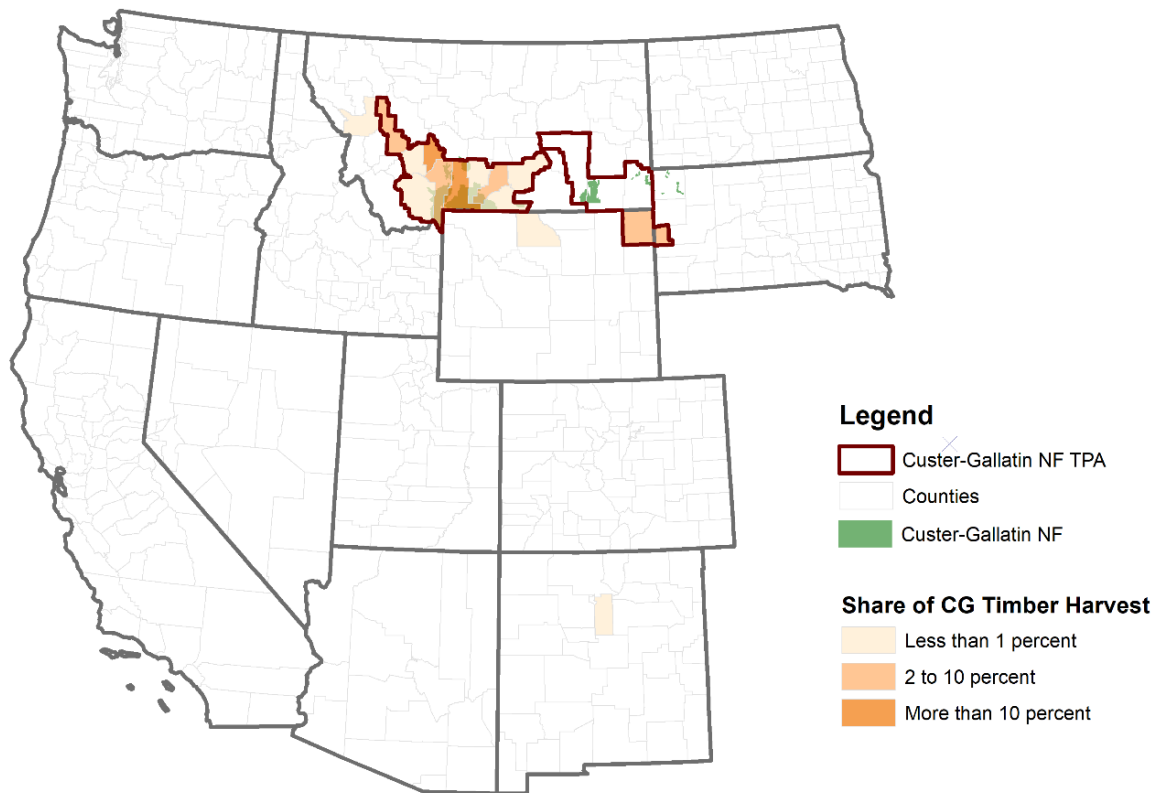 Legend
Custer-Gallatin NF TPA
Counties
Custer-Gallatin NF
Share of CG Timber Harvest
Less than 1 percent
2 to 10 percent
More than 10 percent